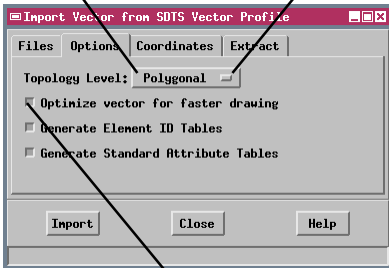 Import Vector from SDTS Vector Profile
Files Options Coordinates Extract
Topology Level: Polygonal
Optimize vector for faster drawing
Generate Element ID Tables
Generate Standard Attribute Tables
Import Close Help